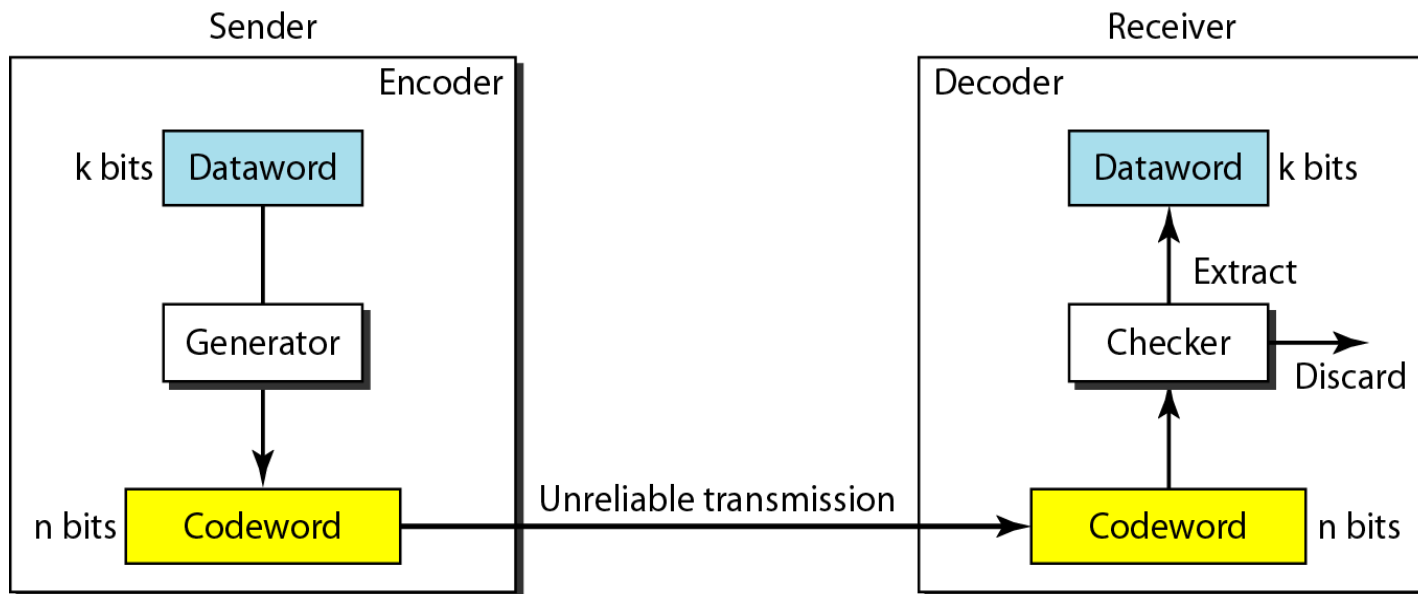 Sender
Encoder
k bits
Dataword
Generator
n bits
Codeword
Unreliable transmission
Receiver
Decoder
Dataword
k bits
Extract
Checker
Discard
Codeword
n bits